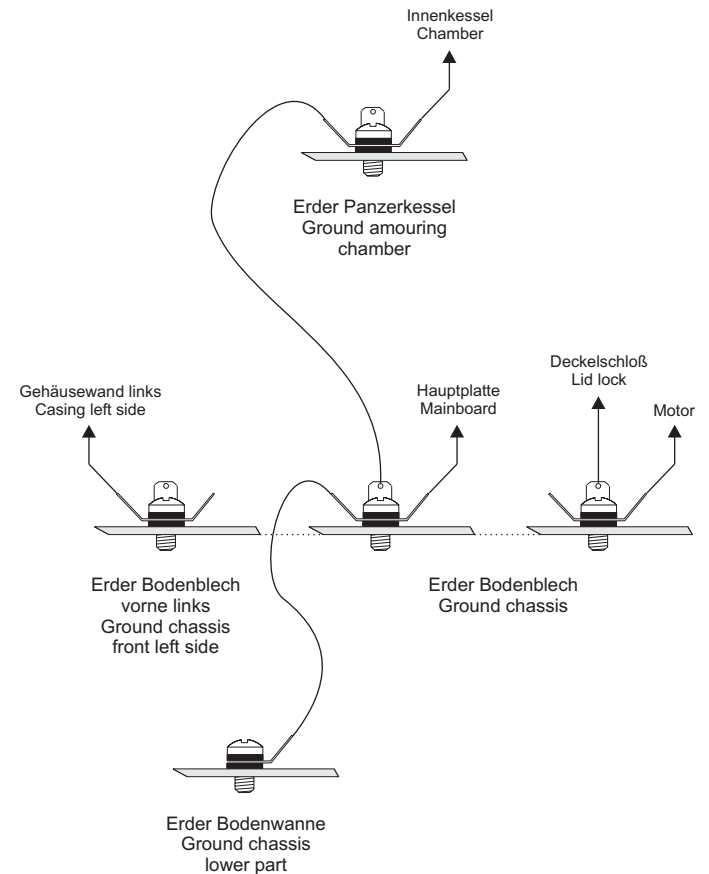 Innenkessel
Chamber
Erder Panzerkessel
Ground amouring
chamber
Deckelschloß
Lid lock
Gehäusewand links
Casing left side
Hauptplatte
Mainboard
Motor
Erder Bodenblech
vorne links
Ground chassis
front left side
Erder Bodenblech
Ground chassis
Erder Bodenwanne
Ground chassis
lower part